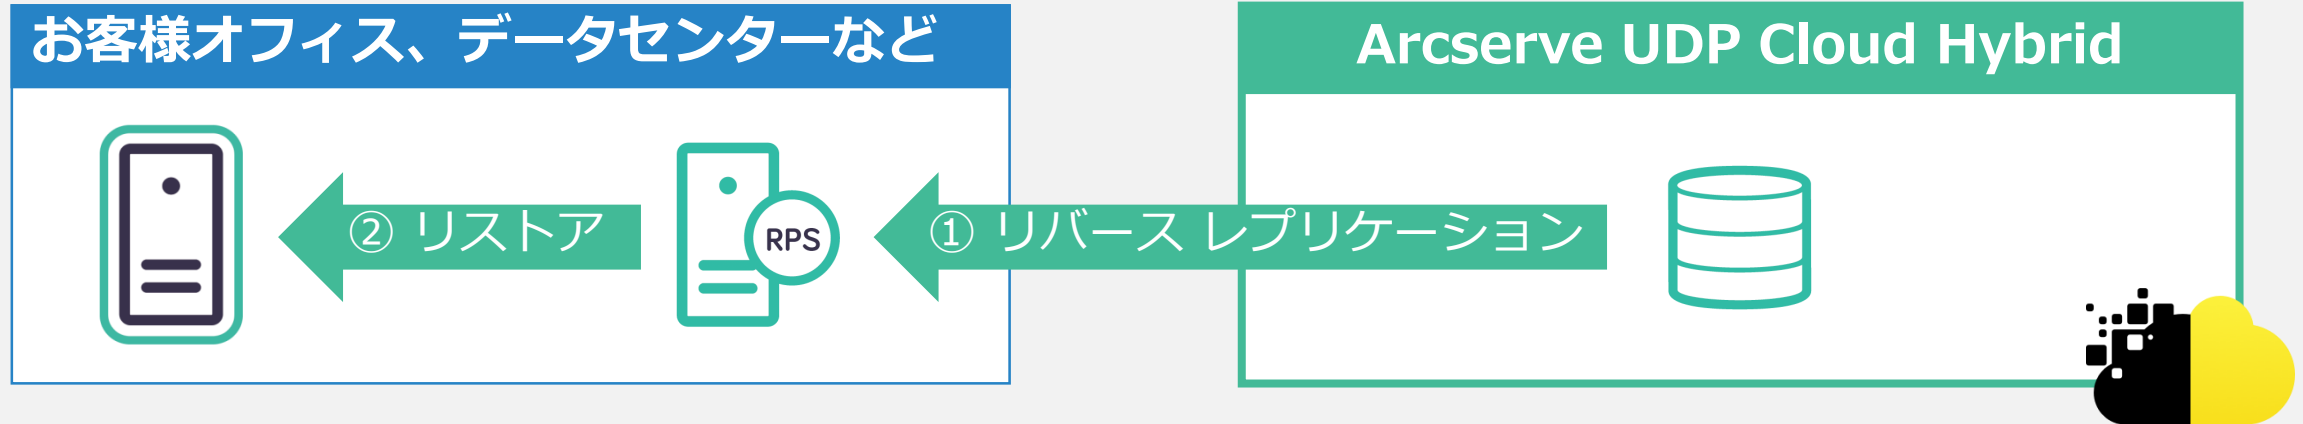 お客様オフィス、データセンターなど
Arcserve UDP Cloud Hybrid
② リストア
RPS
① リバース レプリケーション